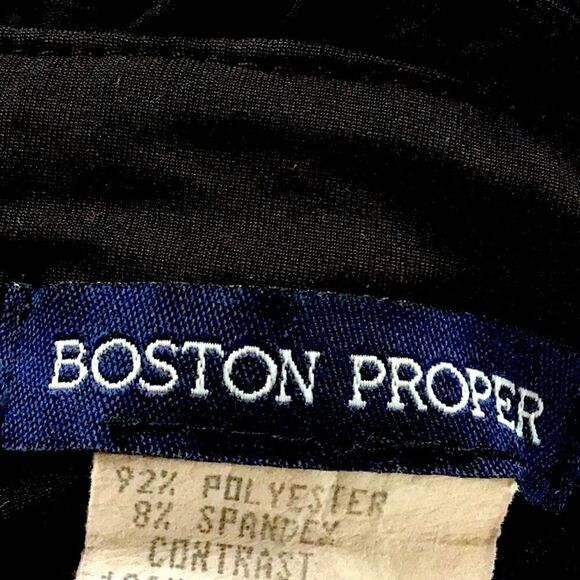 BOSTON PROPER
92% POLYESTER
8% SPANDEX
CONTRAST